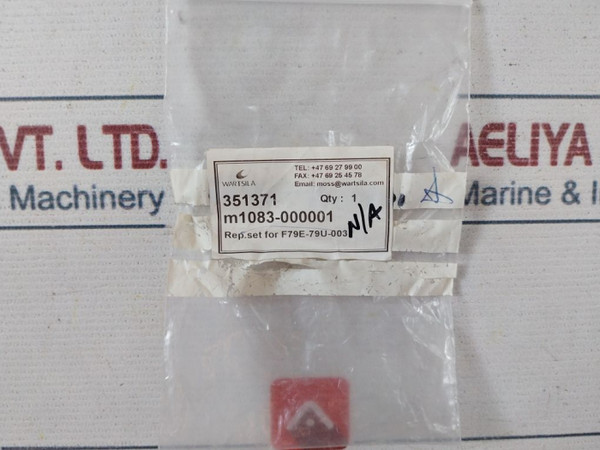 VT. LTD.
AELIYA
Machinery
Marine & I
WARTSILA
TEL: +47 69 27 99 00
FAX: +47 69 25 45 78
Email: moss@wartsila.com
351371 Qty : 1
m1083-000001
Rep.set for F79E-79U-003
N/A